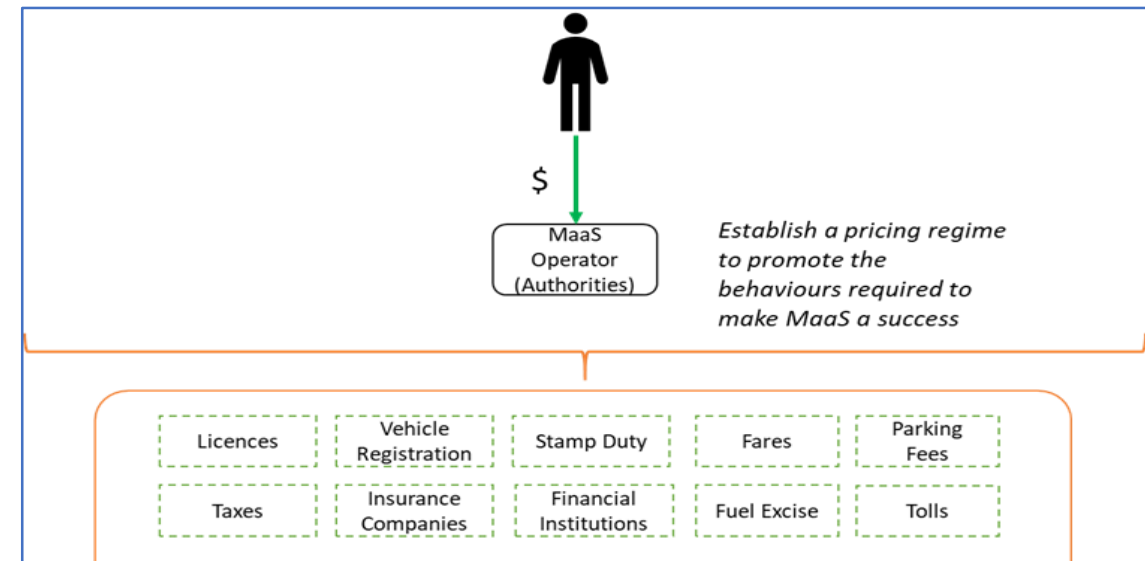 $
MaaS
Operator
(Authorities)
Establish a pricing regime
to promote the
behaviours required to
make MaaS a success
Licences
Vehicle
Registration
Stamp Duty
Fares
Parking
Fees
Taxes
Insurance
Companies
Financial
Institutions
Fuel Excise
Tolls